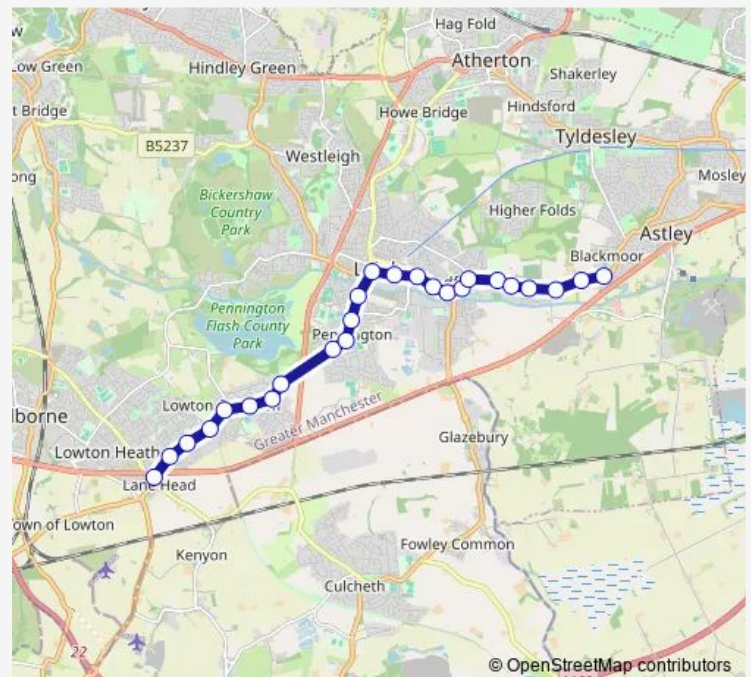 Hag Fold
Low Green
Hindley Green
Atherton
Shakerley
Howe Bridge
Hindsford
t Bridge
B5237
Westleigh
Tyldesley
ong
Mosley
Bickershaw
Country
Park
Higher Folds
Astley
Blackmoor
Pennington
Flash County
Park
Lowton
lborne
Greater Manchester
Glazebury
Lowton Heath
Lane Head
own of Lowton
Kenyon
Fowley Common
Culcheth
22
© OpenStreetMap contributors